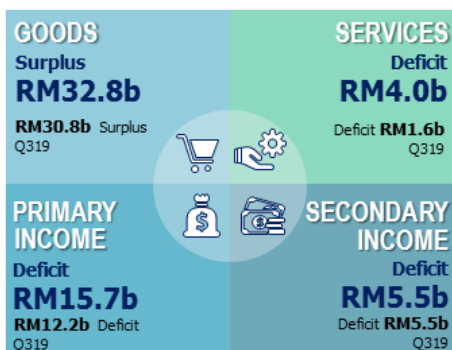 GOODS
Surplus
RM32.8b
RM30.8b Surplus
Q319
SERVICES
Deficit
RM4.0b
Deficit RM1.6b
Q319
$
PRIMARY
INCOME
Deficit
RM15.7b
RM12.2b Deficit
Q319
$
SECONDARY
INCOME
Deficit
RM5.5b
Deficit RM5.5b
Q319